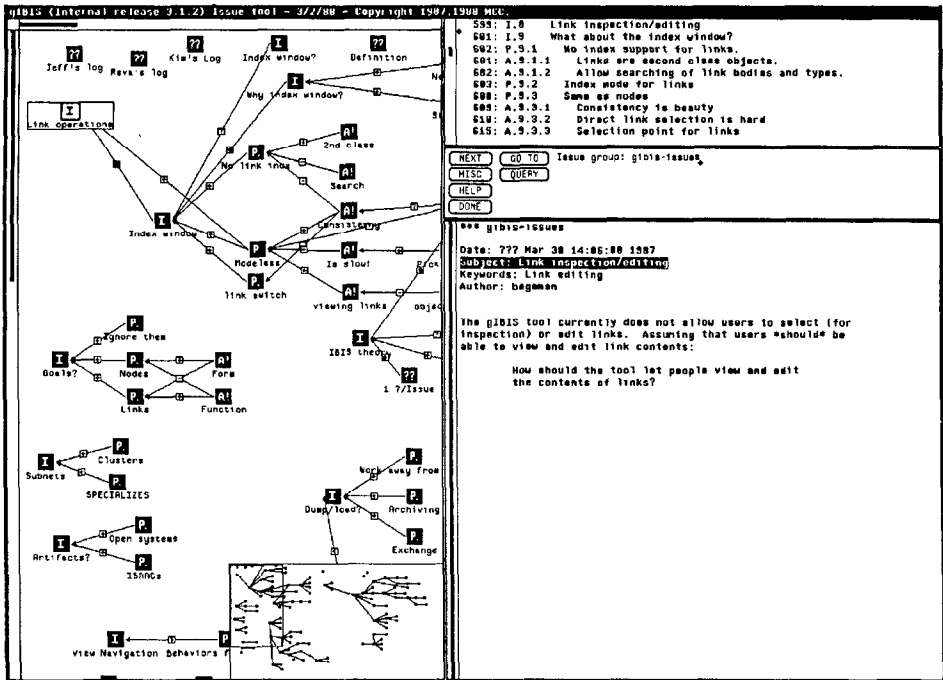 gIBIS (Internal release 3.1.2) Issue tool - 3/2/88 - Copyright 1987,1988 MCC.
?? Jeff's log
?? Reva's log
?? Kim's Log
I Index window?
?? Definition
I Why index window?
I Link operations
P. No link indx
A! 2nd class
A! Search
A! Consistency
I Index window
P. Modeless
A! Is slow!
P. link switch
A! viewing links
objec
I IBIS theory
?? 1 ?/Issue
P. Ignore them
I Goals?
P. Nodes
A! Form
P. Links
A! Function
I Subnets
P. Clusters
P. SPECIALIZES
P. Work away from
I Dump/load?
P. Archiving
P. Exchange
I Artifacts?
P. Open systems
P. ISAACs
I View Navigation
P Behaviors f
599: I.8 Link inspection/editing
601: I.9 What about the index window?
602: P.9.1 No index support for links.
601: A.9.1.1 Links are second class objects.
602: A.9.1.2 Allow searching of link bodies and types.
603: P.9.2 Index mode for links
608: P.9.3 Same as nodes
609: A.9.3.1 Consistency is beauty
610: A.9.3.2 Direct link selection is hard
615: A.9.3.3 Selection point for links
NEXT GO TO Issue group: gibis-issues
MISC QUERY
HELP
DONE
*** gibis-issues
Date: ??? Mar 30 14:06:00 1987
Subject: Link inspection/editing
Keywords: Link editing
Author: begeman
The gIBIS tool currently does not allow users to select (for
inspection) or edit links. Assuming that users *should* be
able to view and edit link contents:
How should the tool let people view and edit
the contents of links?